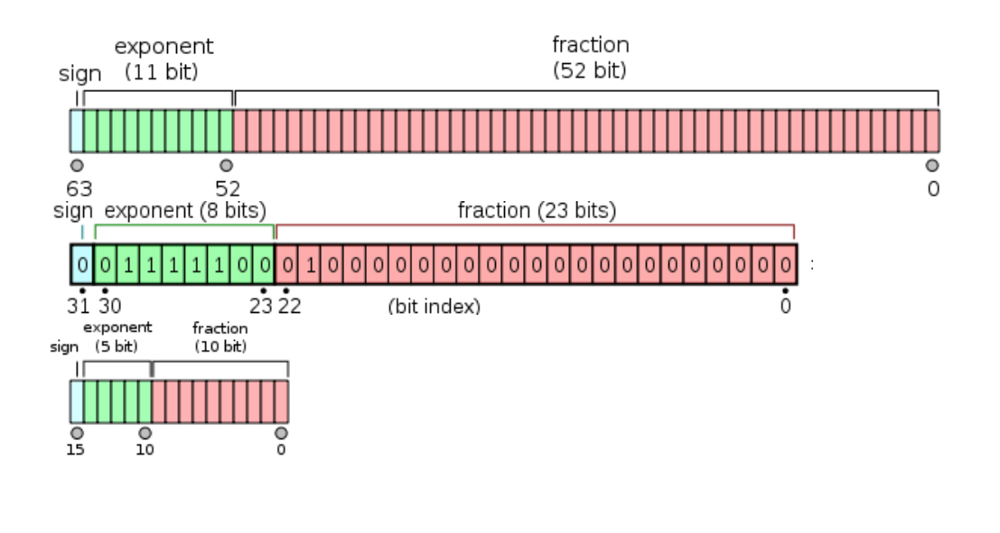 exponent
(11 bit)
sign
fraction
(52 bit)
63 52 0
sign exponent (8 bits) fraction (23 bits)
0 0 1 1 1 1 1 0 0 0 1 0 0 0 0 0 0 0 0 0 0 0 0 0 0 0 0 0 0 0 0 0 :
31 30 23 22 (bit index) 0
exponent
(5 bit)
sign
fraction
(10 bit)
15 10 0